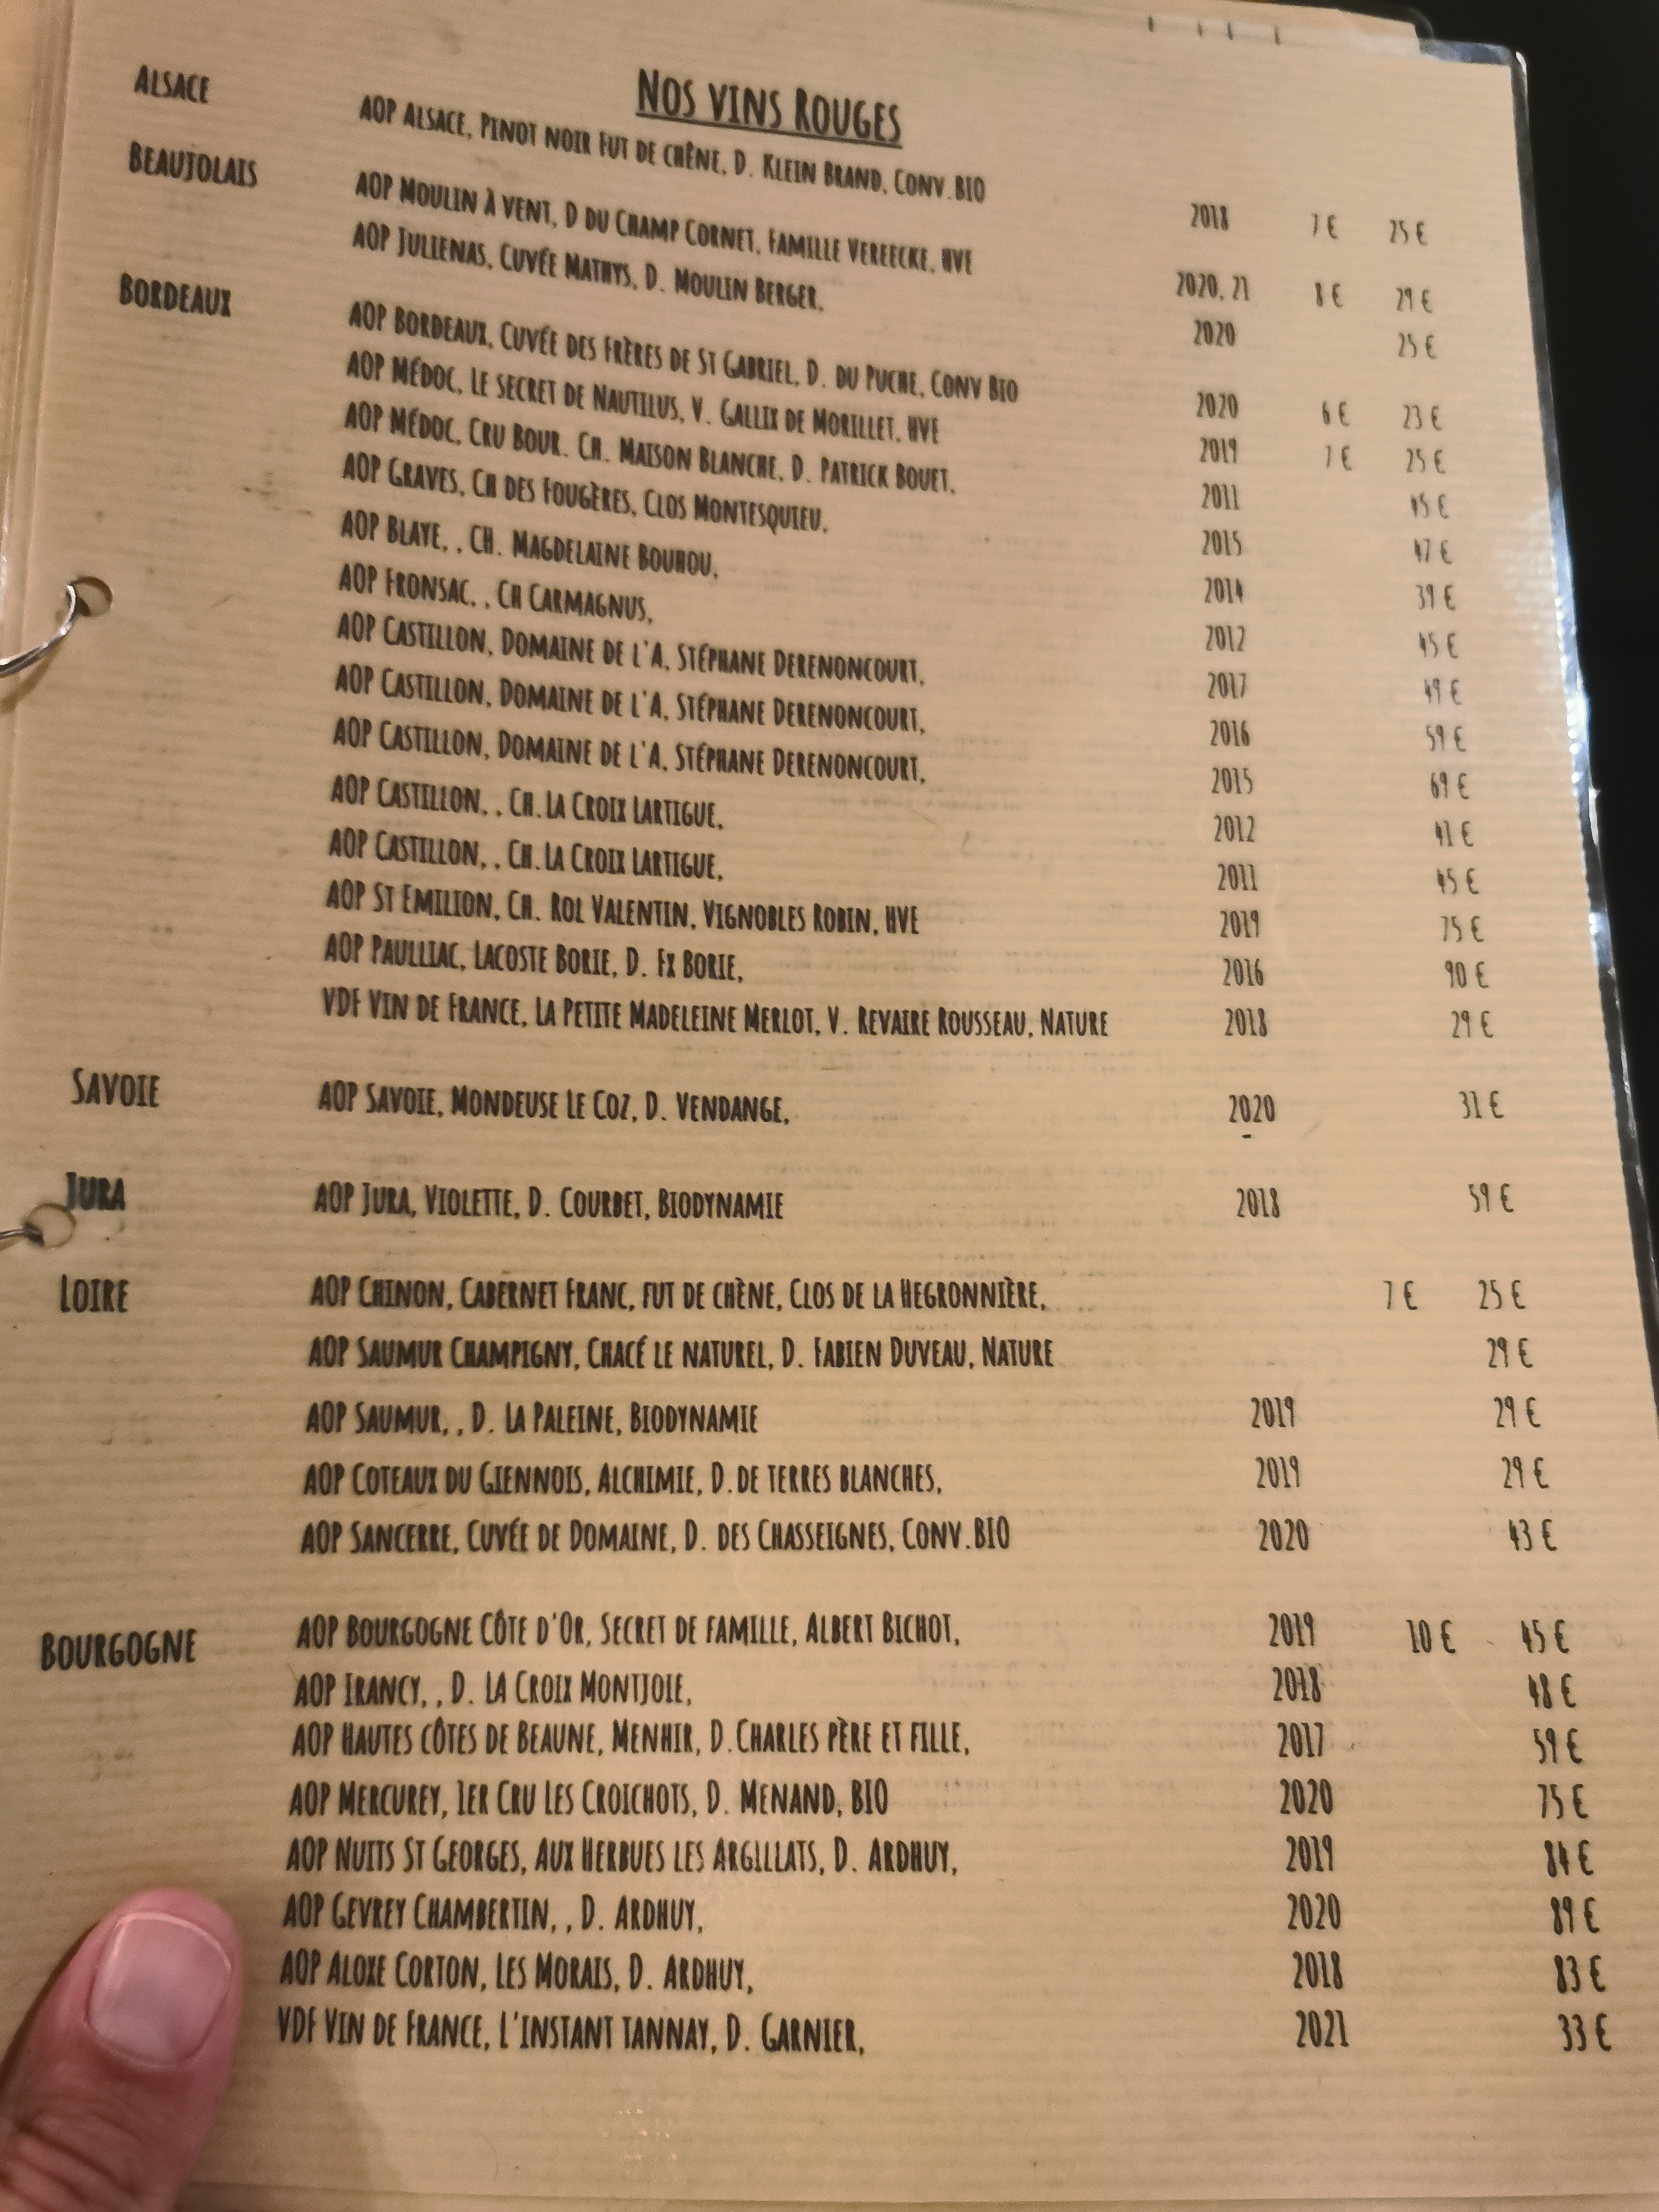 Nos vins Rouges
Alsace
AOP Alsace, Pinot noir Fut de chêne, D. Klein Brand, Conv.BIO 2018 7 € 25 €
Beaujolais
AOP Moulin à vent, D du Champ Cornet, Famille Vereecke, HVE 2020, 21 8 € 29 €
AOP Julienas, Cuvée Mathys, D. Moulin Berger, 2020 25 €
Bordeaux
AOP Bordeaux, Cuvée des Frères de St Gabriel, D. du Puche, Conv Bio 2020 6 € 23 €
AOP Médoc, Le secret de Nautilus, V. Gallix de Morillet, HVE 2019 7 € 25 €
AOP Médoc, Cru Bour. Ch. Maison Blanche, D. Patrick Bouet, 2011 45 €
AOP Graves, Ch des Fougères, Clos Montesquieu, 2015 47 €
AOP Blaye, , Ch. Magdelaine Bouhou, 2014 39 €
AOP Fronsac, , Ch Carmagnus, 2012 45 €
AOP Castillon, Domaine de l'A, Stéphane Derenoncourt, 2017 49 €
AOP Castillon, Domaine de l'A, Stéphane Derenoncourt, 2016 59 €
AOP Castillon, Domaine de l'A, Stéphane Derenoncourt, 2015 69 €
AOP Castillon, , Ch. La Croix Lartigue, 2012 41 €
AOP Castillon, , Ch. La Croix Lartigue, 2011 45 €
AOP St Emilion, Ch. Rol Valentin, Vignobles Robin, HVE 2019 75 €
AOP Paulliac, Lacoste Borie, D. Fx Borie, 2016 90 €
VDF Vin de France, La Petite Madeleine Merlot, V. Revaire Rousseau, Nature 2018 29 €
Savoie
AOP Savoie, Mondeuse Le Coz, D. Vendange, 2020 31 €
Jura
AOP Jura, Violette, D. Courbet, Biodynamie 2018 59 €
Loire
AOP Chinon, Cabernet Franc, fut de chène, Clos de la Hegronnière, 7 € 25 €
AOP Saumur Champigny, Chacé le naturel, D. Fabien Duveau, Nature 29 €
AOP Saumur, , D. La Paleine, Biodynamie 2019 29 €
AOP Coteaux du Giennois, Alchimie, D. de terres blanches, 2019 29 €
AOP Sancerre, Cuvée de Domaine, D. des Chasseignes, Conv.BIO 2020 43 €
Bourgogne
AOP Bourgogne Côte d'Or, Secret de famille, Albert Bichot, 2019 10 € 45 €
AOP Irancy, , D. La Croix Montjoie, 2018 48 €
AOP Hautes côtes de Beaune, Menhir, D.Charles père et fille, 2017 59 €
AOP Mercurey, 1er Cru Les Croichots, D. Menand, BIO 2020 75 €
AOP Nuits St Georges, Aux Herbues les Argillats, D. Ardhuy, 2019 84 €
AOP Gevrey Chambertin, , D. Ardhuy, 2020 89 €
AOP Aloxe Corton, Les Morais, D. Ardhuy, 2018 83 €
VDF Vin de France, L'instant tannay, D. Garnier, 2021 33 €